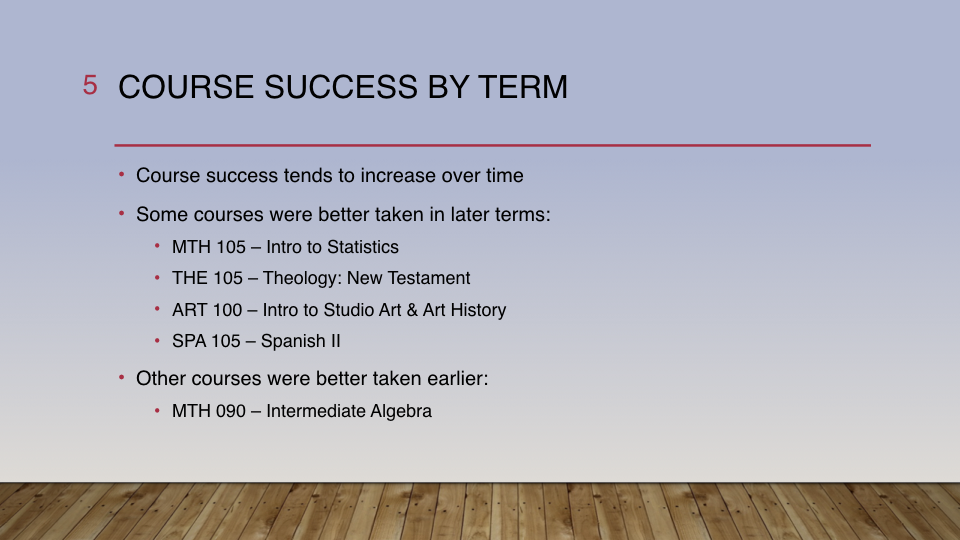 5 COURSE SUCCESS BY TERM
• Course success tends to increase over time
• Some courses were better taken in later terms:
• MTH 105 – Intro to Statistics
• THE 105 – Theology: New Testament
• ART 100 – Intro to Studio Art & Art History
• SPA 105 – Spanish II
• Other courses were better taken earlier:
• MTH 090 – Intermediate Algebra